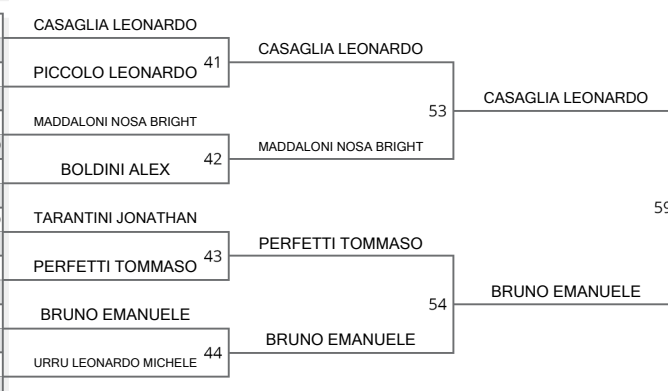 CASAGLIA LEONARDO
PICCOLO LEONARDO
41
CASAGLIA LEONARDO
MADDALONI NOSA BRIGHT
BOLDINI ALEX
42
MADDALONI NOSA BRIGHT
53
CASAGLIA LEONARDO
TARANTINI JONATHAN
PERFETTI TOMMASO
43
PERFETTI TOMMASO
BRUNO EMANUELE
URRU LEONARDO MICHELE
44
BRUNO EMANUELE
54
BRUNO EMANUELE
59